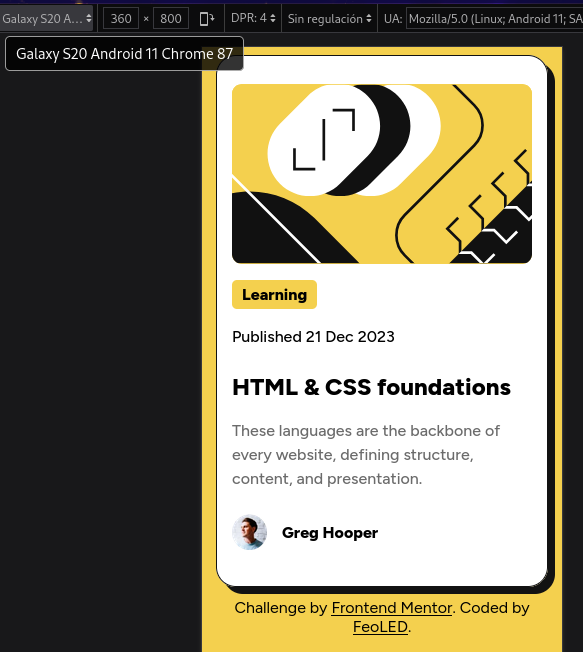 Galaxy S20 A... 360 × 800 DPR: 4 Sin regulación UA: Mozilla/5.0 (Linux; Android 11; SA
Galaxy S20 Android 11 Chrome 87
Learning
Published 21 Dec 2023
HTML & CSS foundations
These languages are the backbone of
every website, defining structure,
content, and presentation.
Greg Hooper
Challenge by Frontend Mentor. Coded by
FeoLED.